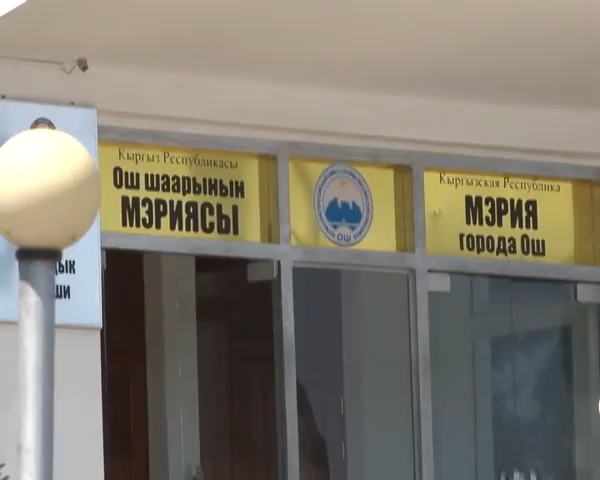 Кыргыз Республикасы
Ош шаарынын
МЭРИЯСЫ
ОШ
Кыргызская Республика
МЭРИЯ
города Ош